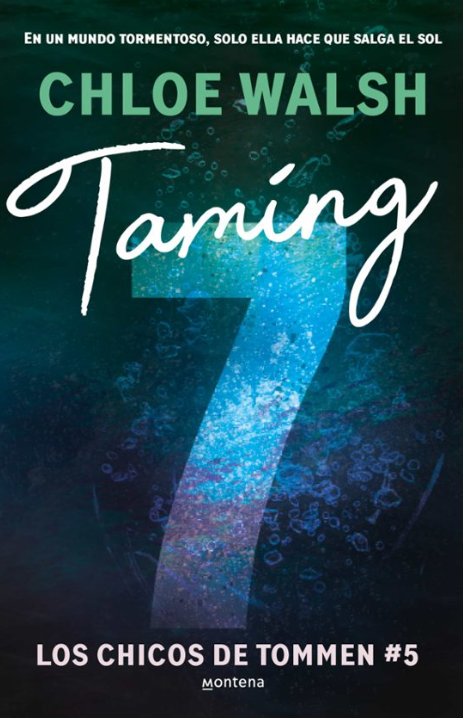 EN UN MUNDO TORMENTOSO, SOLO ELLA HACE QUE SALGA EL SOL
CHLOE WALSH
Taming
7
LOS CHICOS DE TOMMEN #5
Montena